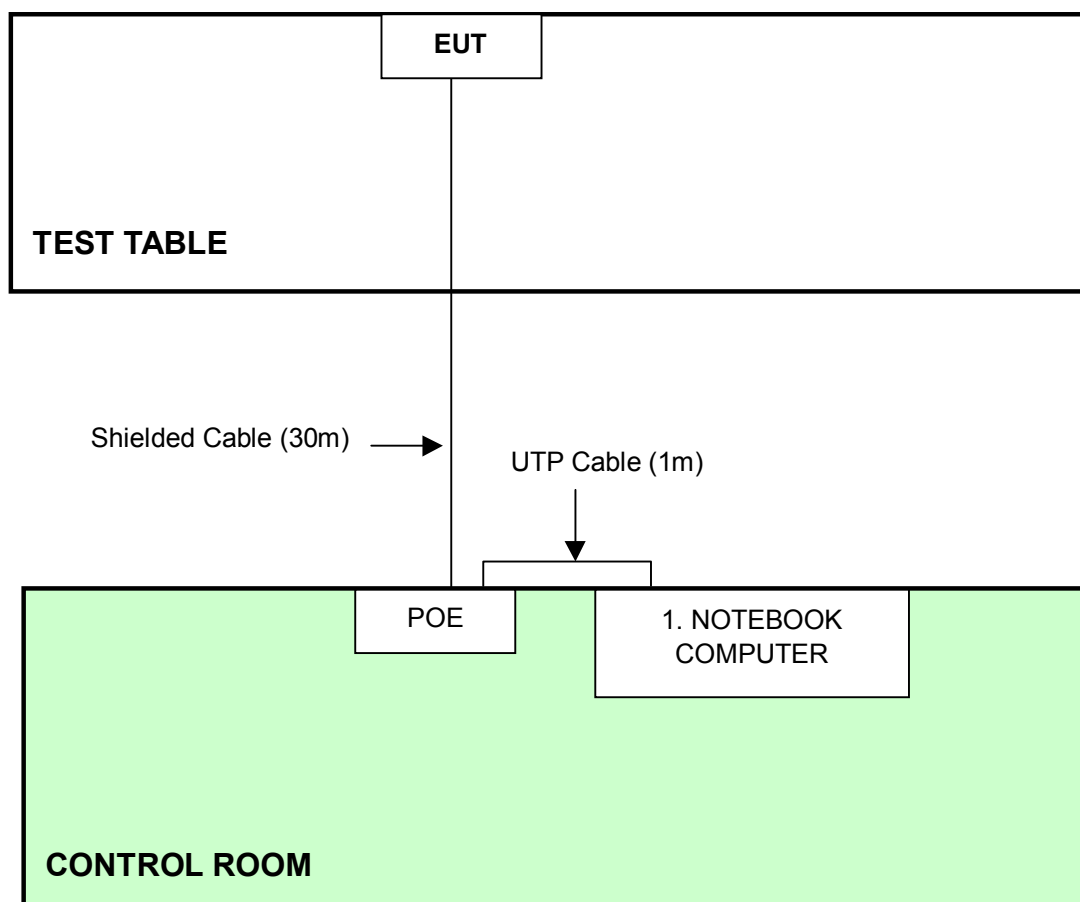 EUT
TEST TABLE
Shielded Cable (30m)
UTP Cable (1m)
POE
1. NOTEBOOK
COMPUTER
CONTROL ROOM